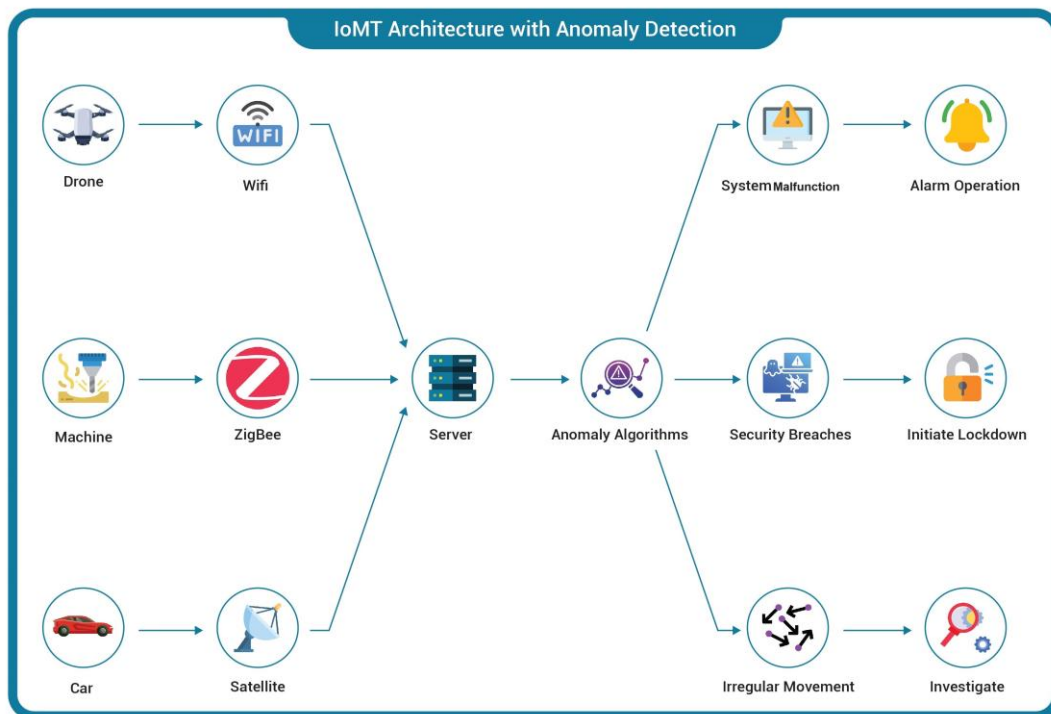 IoMT Architecture with Anomaly Detection
WIFI
Drone
Wifi
System Malfunction
Alarm Operation
Machine
ZigBee
Server
Anomaly Algorithms
Security Breaches
Initiate Lockdown
Car
Satellite
Irregular Movement
Investigate